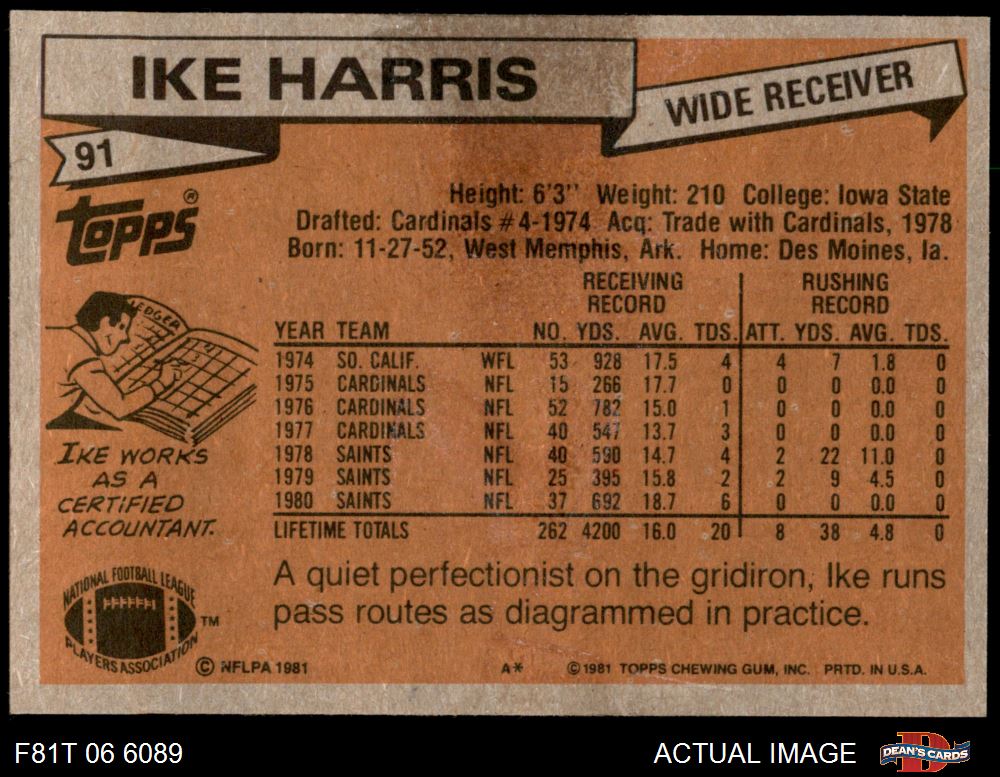 IKE HARRIS
WIDE RECEIVER
91
TOPPS®
Height: 6'3'' Weight: 210 College: Iowa State
Drafted: Cardinals #4-1974 Acq: Trade with Cardinals, 1978
Born: 11-27-52, West Memphis, Ark. Home: Des Moines, Ia.
RECEIVING RUSHING
RECORD RECORD
YEAR TEAM NO. YDS. AVG. TDS. ATT. YDS. AVG. TDS.
1974 SO. CALIF. WFL 53 928 17.5 4 4 7 1.8 0
1975 CARDINALS NFL 15 266 17.7 0 0 0 0.0 0
1976 CARDINALS NFL 52 782 15.0 1 0 0 0.0 0
1977 CARDINALS NFL 40 547 13.7 3 0 0 0.0 0
1978 SAINTS NFL 40 590 14.7 4 2 22 11.0 0
1979 SAINTS NFL 25 395 15.8 2 2 9 4.5 0
1980 SAINTS NFL 37 692 18.7 6 0 0 0.0 0
LIFETIME TOTALS 262 4200 16.0 20 8 38 4.8 0
LEDGER
IKE WORKS
AS A
CERTIFIED
ACCOUNTANT.
A quiet perfectionist on the gridiron, Ike runs
pass routes as diagrammed in practice.
NATIONAL FOOTBALL LEAGUE
PLAYERS ASSOCIATION
TM
© NFLPA 1981 A* © 1981 TOPPS CHEWING GUM, INC. PRTD. IN U.S.A.
F81T 06 6089 ACTUAL IMAGE DEAN'S CARDS